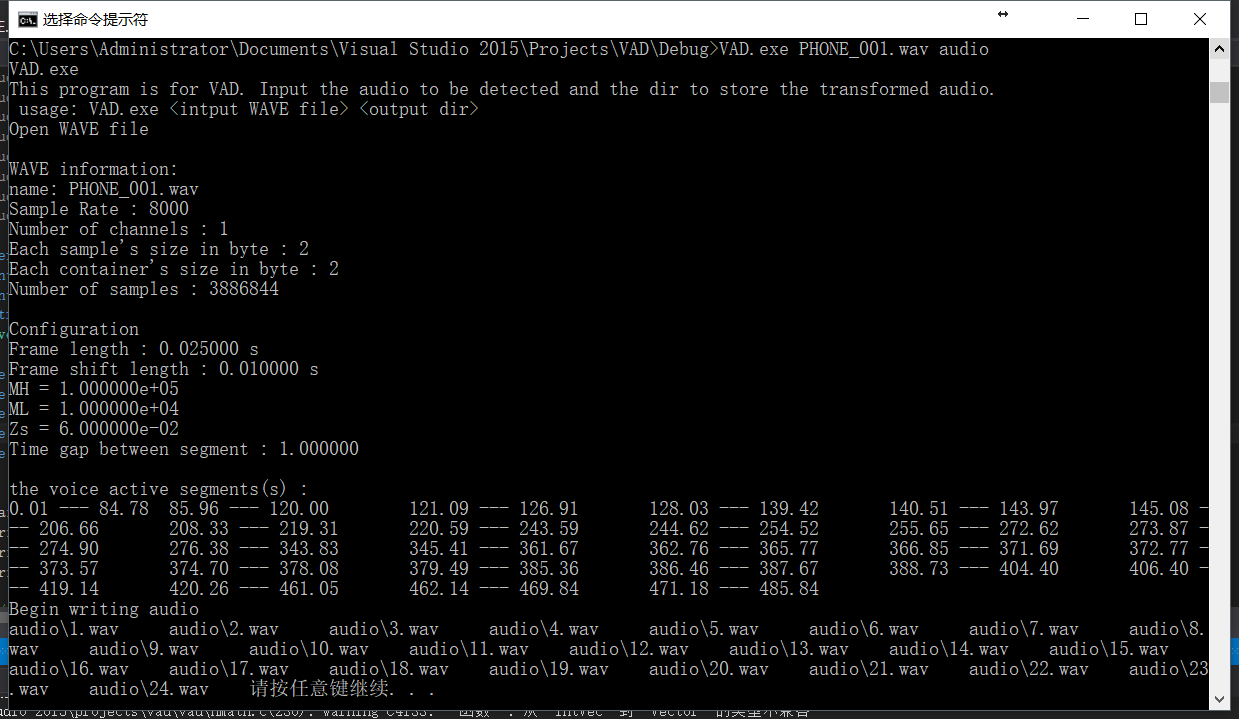 选择命令提示符
C:\Users\Administrator\Documents\Visual Studio 2015\Projects\VAD\Debug>VAD.exe PHONE_001.wav audio
VAD.exe
This program is for VAD. Input the audio to be detected and the dir to store the transformed audio.
usage: VAD.exe <intput WAVE file> <output dir>
Open WAVE file
WAVE information:
name: PHONE_001.wav
Sample Rate : 8000
Number of channels : 1
Each sample's size in byte : 2
Each container's size in byte : 2
Number of samples : 3886844
Configuration
Frame length : 0.025000 s
Frame shift length : 0.010000 s
MH = 1.000000e+05
ML = 1.000000e+04
Zs = 6.000000e-02
Time gap between segment : 1.000000
the voice active segments(s) :
0.01 --- 84.78 85.96 --- 120.00 121.09 --- 126.91 128.03 --- 139.42 140.51 --- 143.97 145.08 -
-- 206.66 208.33 --- 219.31 220.59 --- 243.59 244.62 --- 254.52 255.65 --- 272.62 273.87 -
-- 274.90 276.38 --- 343.83 345.41 --- 361.67 362.76 --- 365.77 366.85 --- 371.69 372.77 -
-- 373.57 374.70 --- 378.08 379.49 --- 385.36 386.46 --- 387.67 388.73 --- 404.40 406.40 -
-- 419.14 420.26 --- 461.05 462.14 --- 469.84 471.18 --- 485.84
Begin writing audio
audio\1.wav audio\2.wav audio\3.wav audio\4.wav audio\5.wav audio\6.wav audio\7.wav audio\8.
wav audio\9.wav audio\10.wav audio\11.wav audio\12.wav audio\13.wav audio\14.wav audio\15.wav
audio\16.wav audio\17.wav audio\18.wav audio\19.wav audio\20.wav audio\21.wav audio\22.wav audio\23
.wav audio\24.wav 请按任意键继续. . .